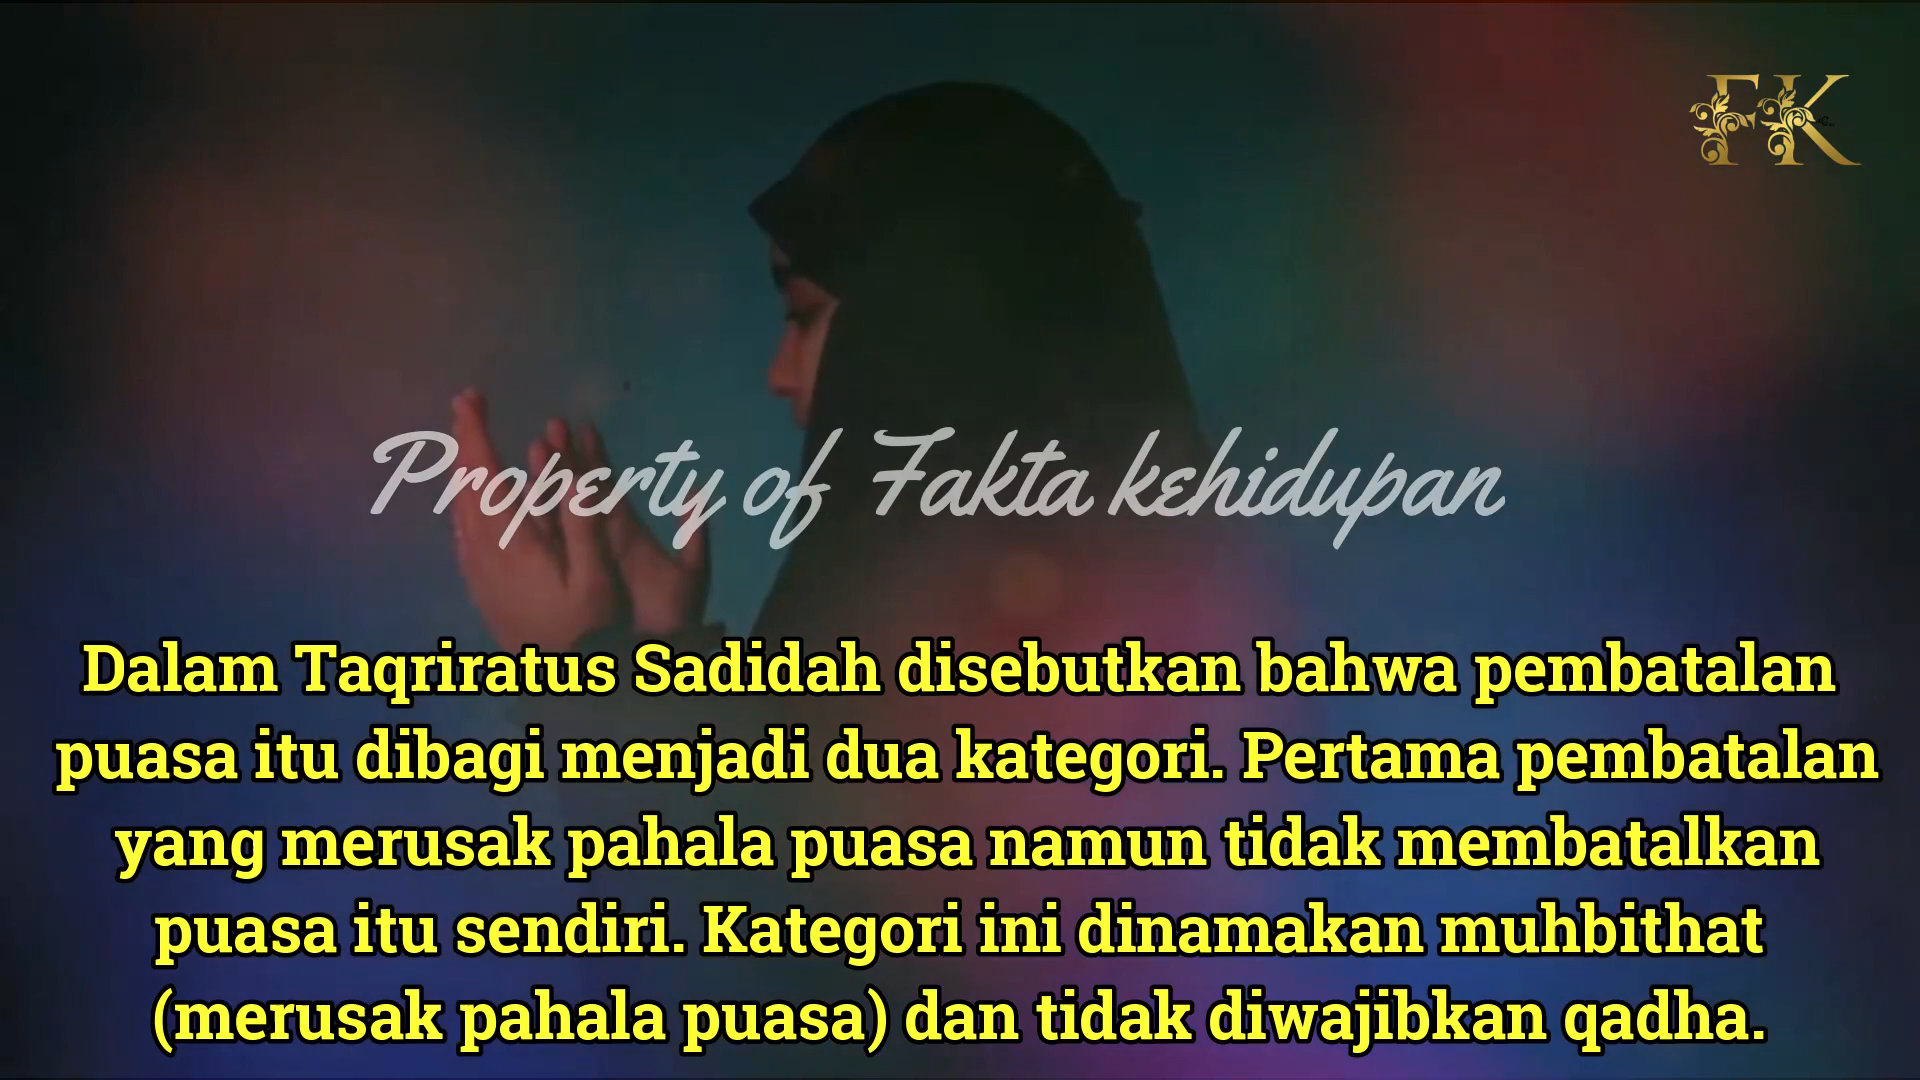 FK
Property of Fakta kehidupan
Dalam Taqriratus Sadidah disebutkan bahwa pembatalan
puasa itu dibagi menjadi dua kategori. Pertama pembatalan
yang merusak pahala puasa namun tidak membatalkan
puasa itu sendiri. Kategori ini dinamakan muhbithat
(merusak pahala puasa) dan tidak diwajibkan qadha.